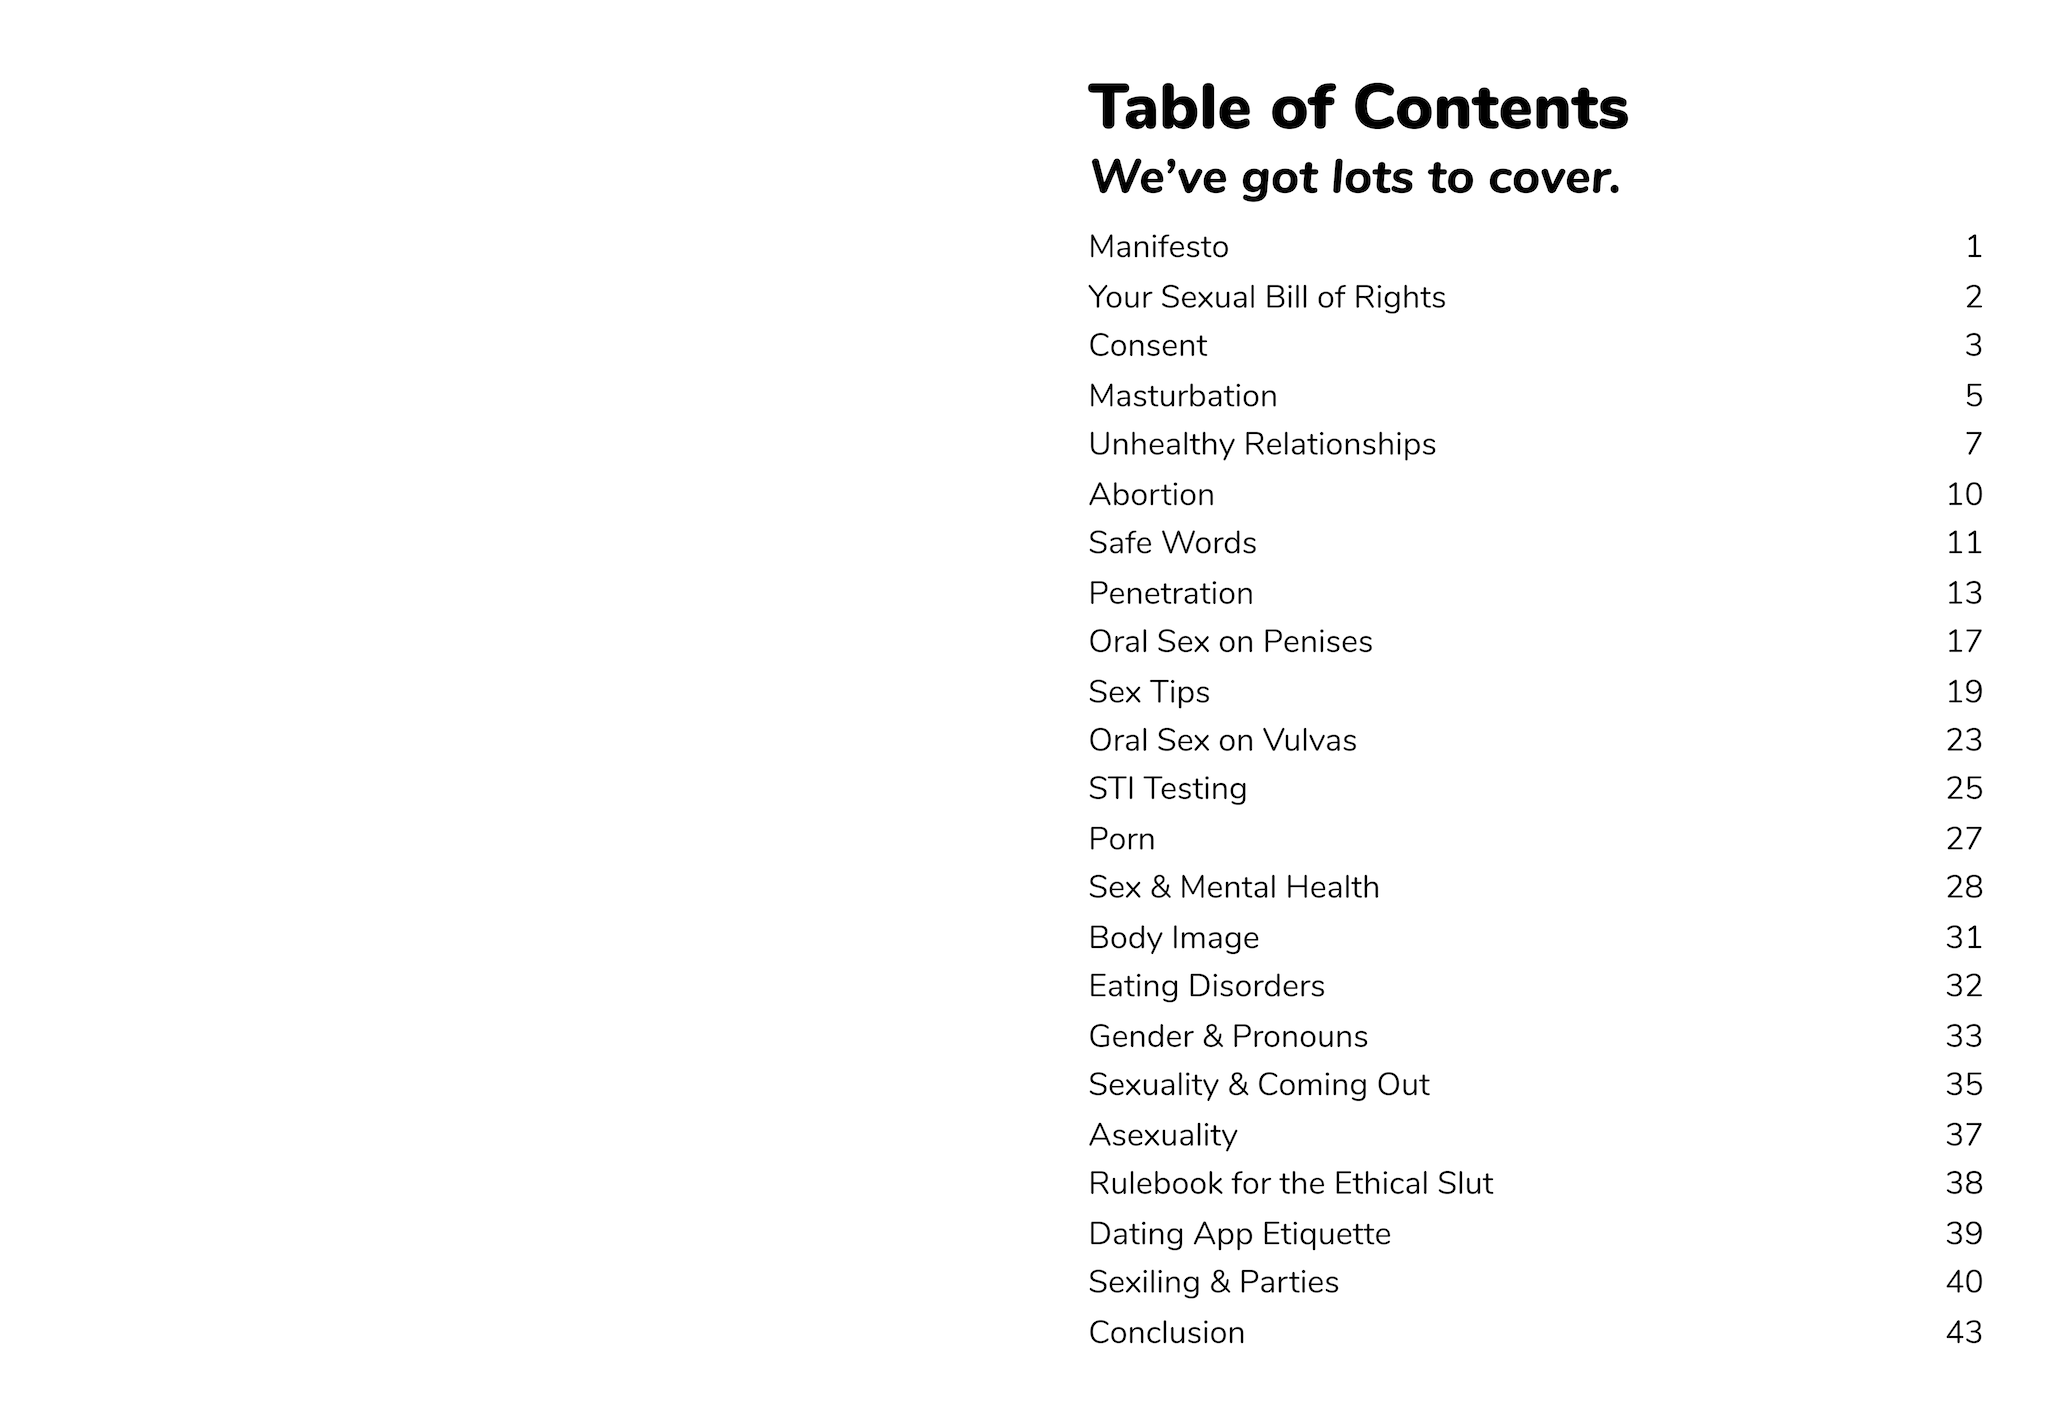 Table of Contents
We’ve got lots to cover.
Manifesto 1
Your Sexual Bill of Rights 2
Consent 3
Masturbation 5
Unhealthy Relationships 7
Abortion 10
Safe Words 11
Penetration 13
Oral Sex on Penises 17
Sex Tips 19
Oral Sex on Vulvas 23
STI Testing 25
Porn 27
Sex & Mental Health 28
Body Image 31
Eating Disorders 32
Gender & Pronouns 33
Sexuality & Coming Out 35
Asexuality 37
Rulebook for the Ethical Slut 38
Dating App Etiquette 39
Sexiling & Parties 40
Conclusion 43